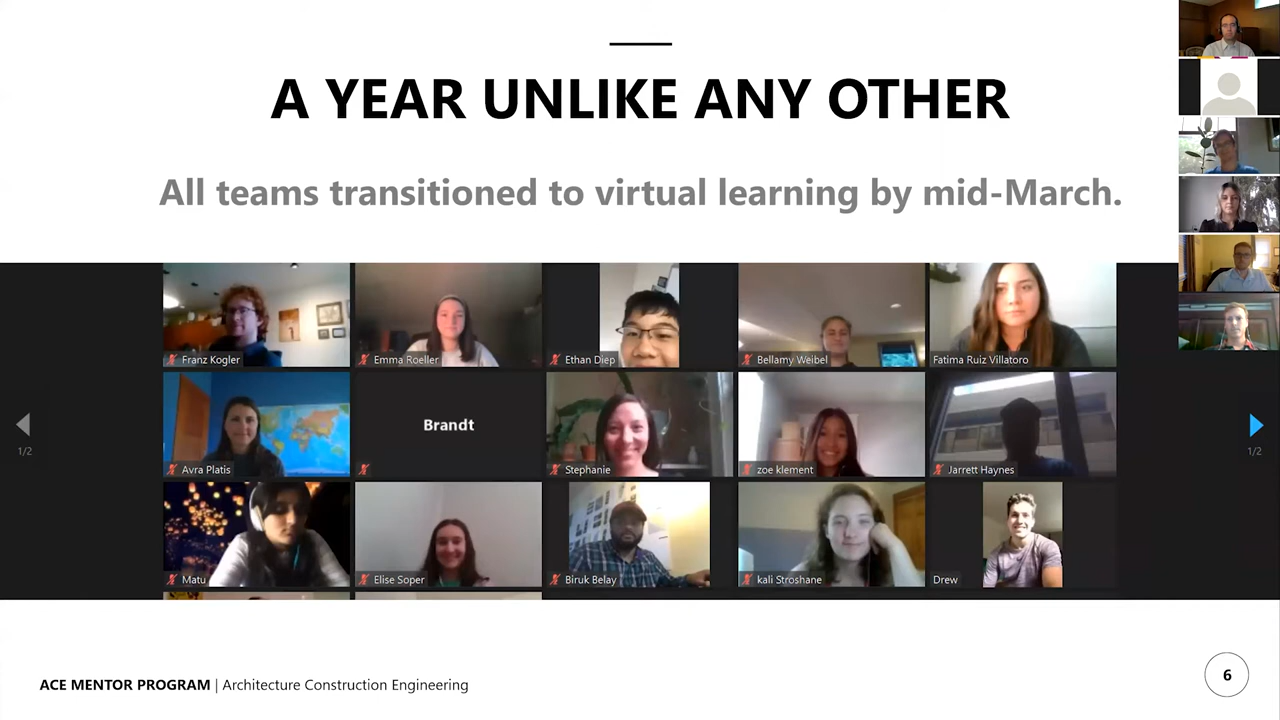 A YEAR UNLIKE ANY OTHER
All teams transitioned to virtual learning by mid-March.
Franz Kogler
Emma Roeller
Ethan Diep
Bellamy Weibel
Fatima Ruiz Villatoro
1/2
1/2
Avra Platis
Brandt
Stephanie
zoe klement
Jarrett Haynes
Matu
Elise Soper
Biruk Belay
kali Stroshane
Drew
ACE MENTOR PROGRAM | Architecture Construction Engineering
6